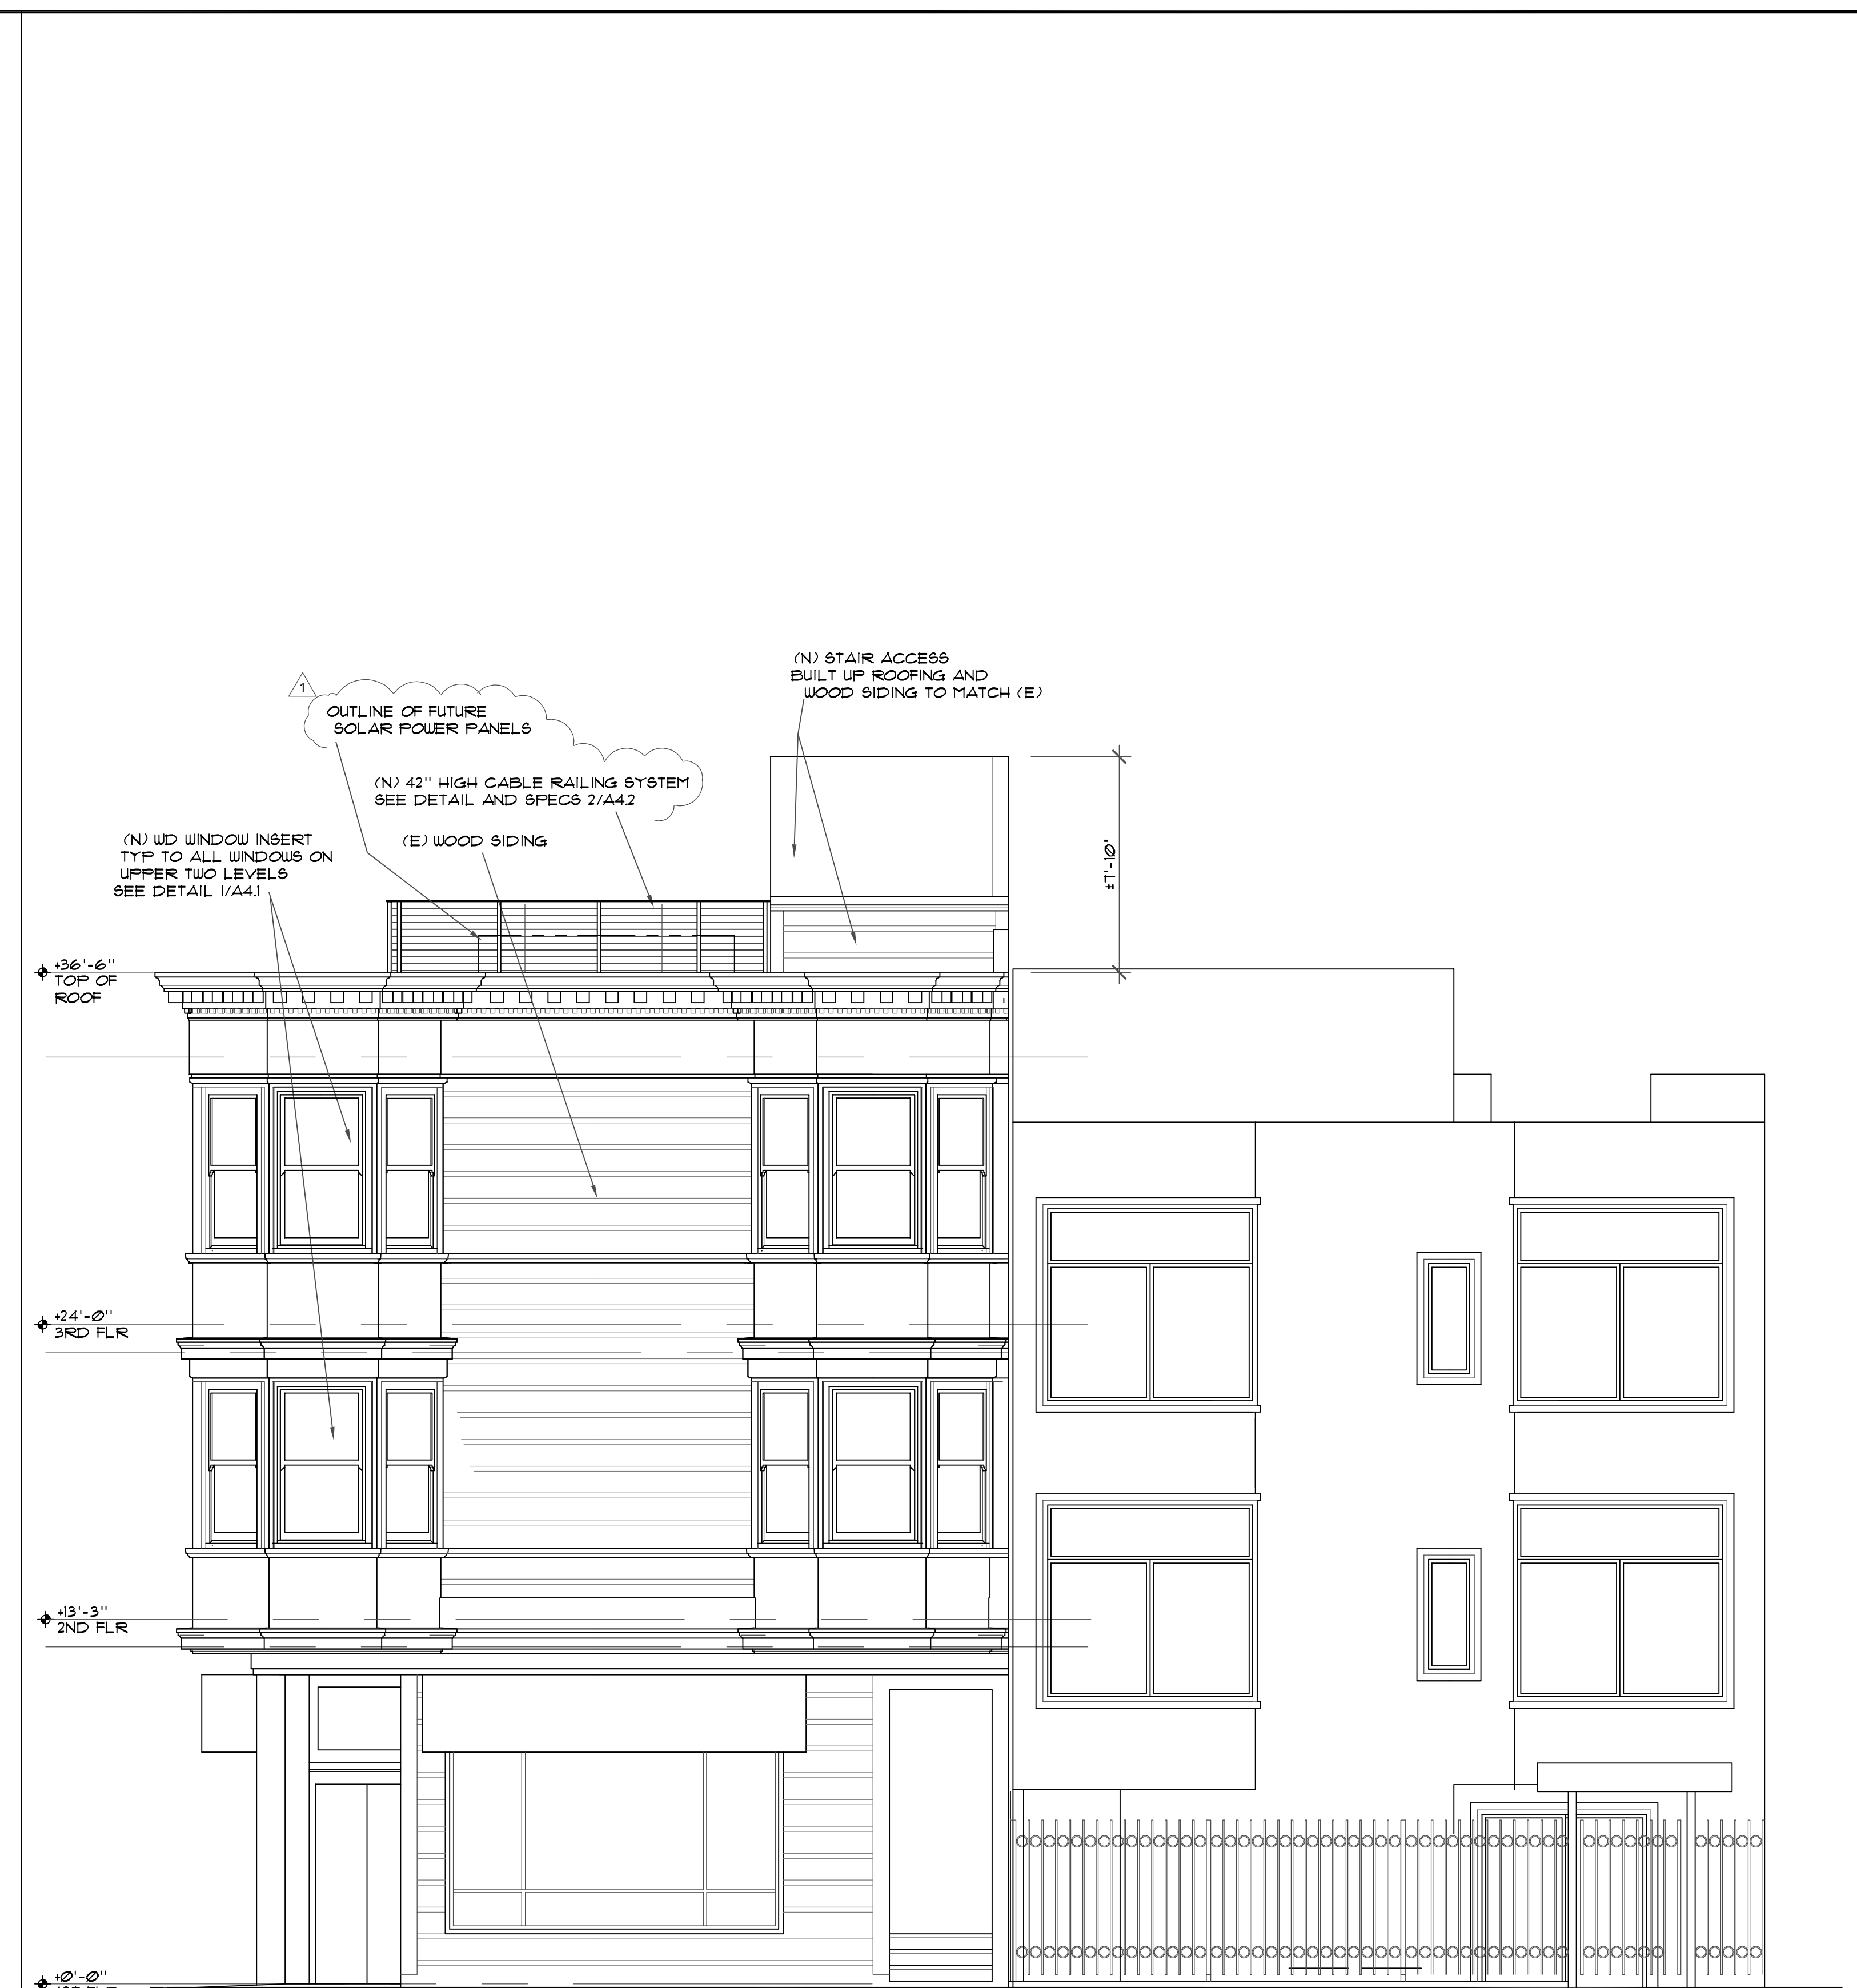 (N) STAIR ACCESS
BUILT UP ROOFING AND
WOOD SIDING TO MATCH (E)
1
OUTLINE OF FUTURE
SOLAR POWER PANELS
(N) 42" HIGH CABLE RAILING SYSTEM
SEE DETAIL AND SPECS 2/A4.2
(N) WD WINDOW INSERT
TYP TO ALL WINDOWS ON
UPPER TWO LEVELS
SEE DETAIL 1/A4.1
(E) WOOD SIDING
±7'-10"
+36'-6"
TOP OF
ROOF
+24'-0"
3RD FLR
+13'-3"
2ND FLR
+0'-0"